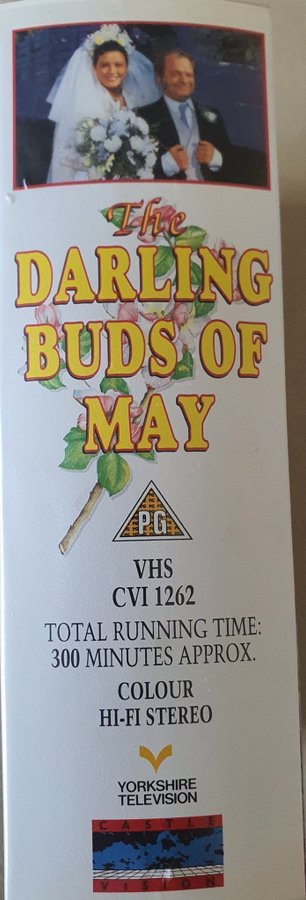 The
DARLING
BUDS OF
MAY
PG
VHS
CVI 1262
TOTAL RUNNING TIME:
300 MINUTES APPROX.
COLOUR
HI-FI STEREO
YORKSHIRE
TELEVISION
CASTLE
VISION